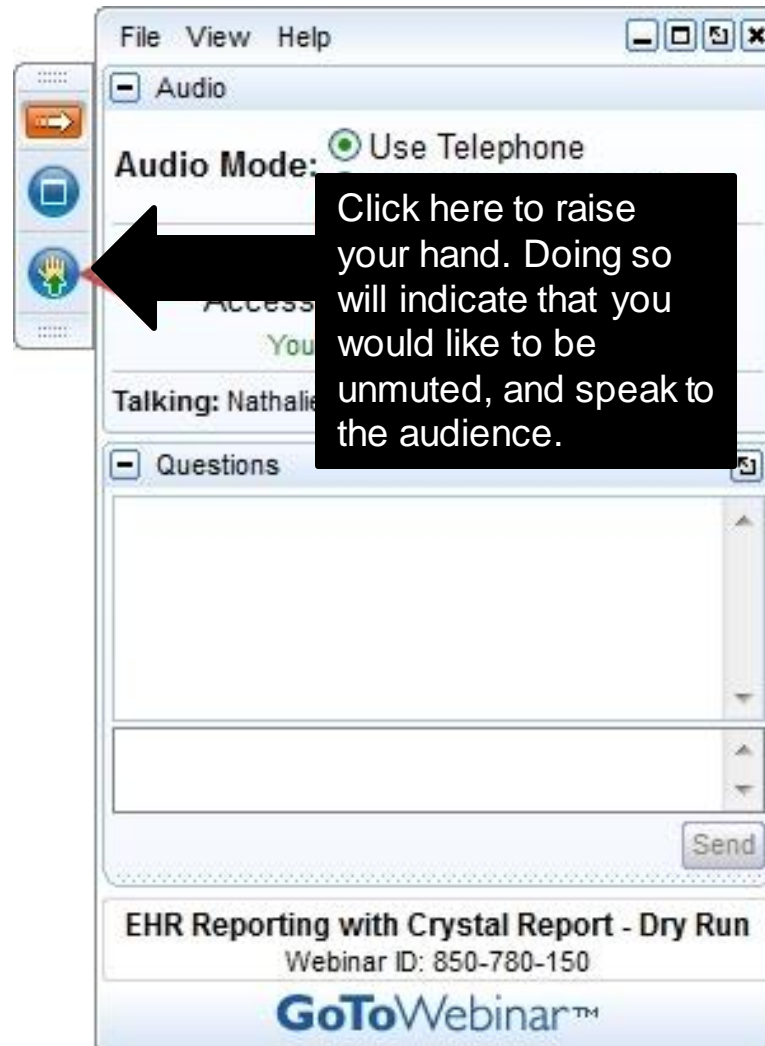 File View Help
Audio
Audio Mode: Use Telephone
Click here to raise
your hand. Doing so
will indicate that you
would like to be
unmuted, and speak to
the audience.
Access
You
Talking: Nathalie
Questions
Send
EHR Reporting with Crystal Report - Dry Run
Webinar ID: 850-780-150
GoToWebinar™